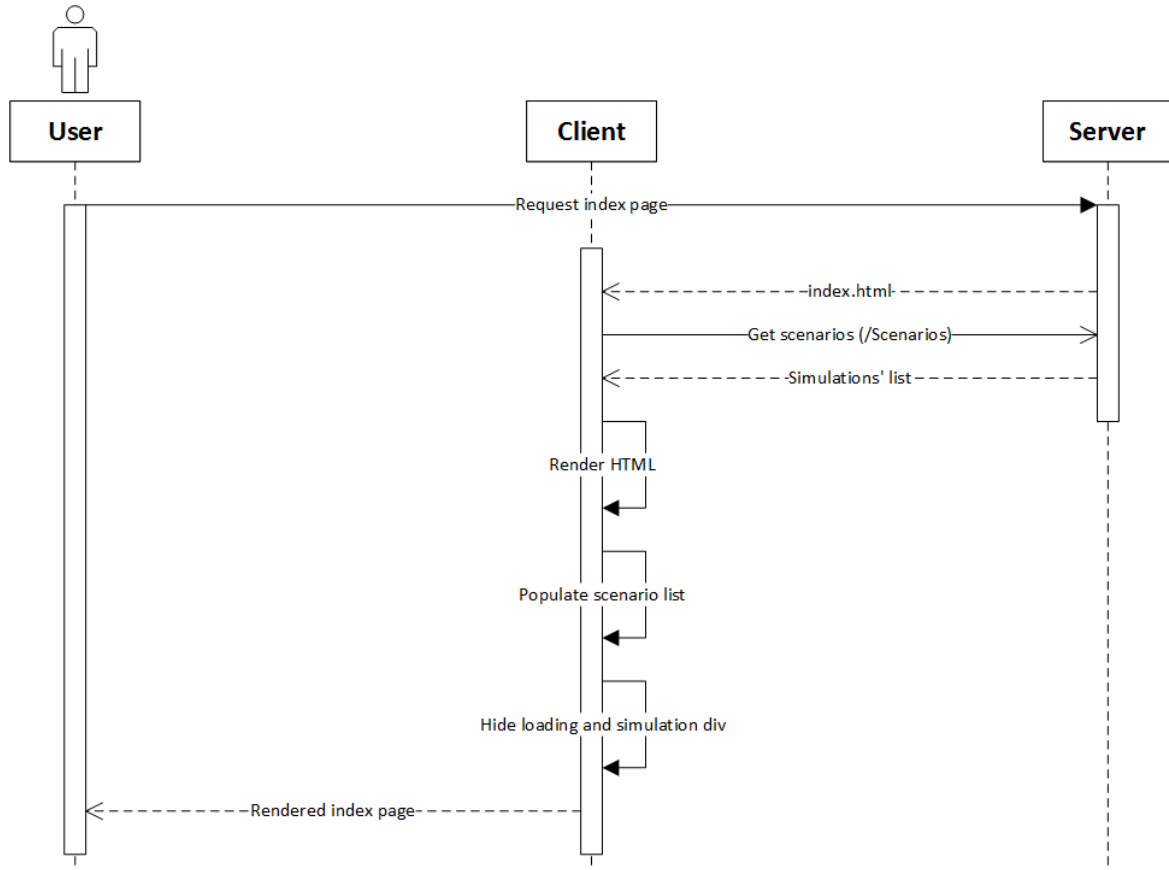 User
Client
Server
Request index page
index.html
Get scenarios (/Scenarios)
Simulations' list
Render HTML
Populate scenario list
Hide loading and simulation div
Rendered index page